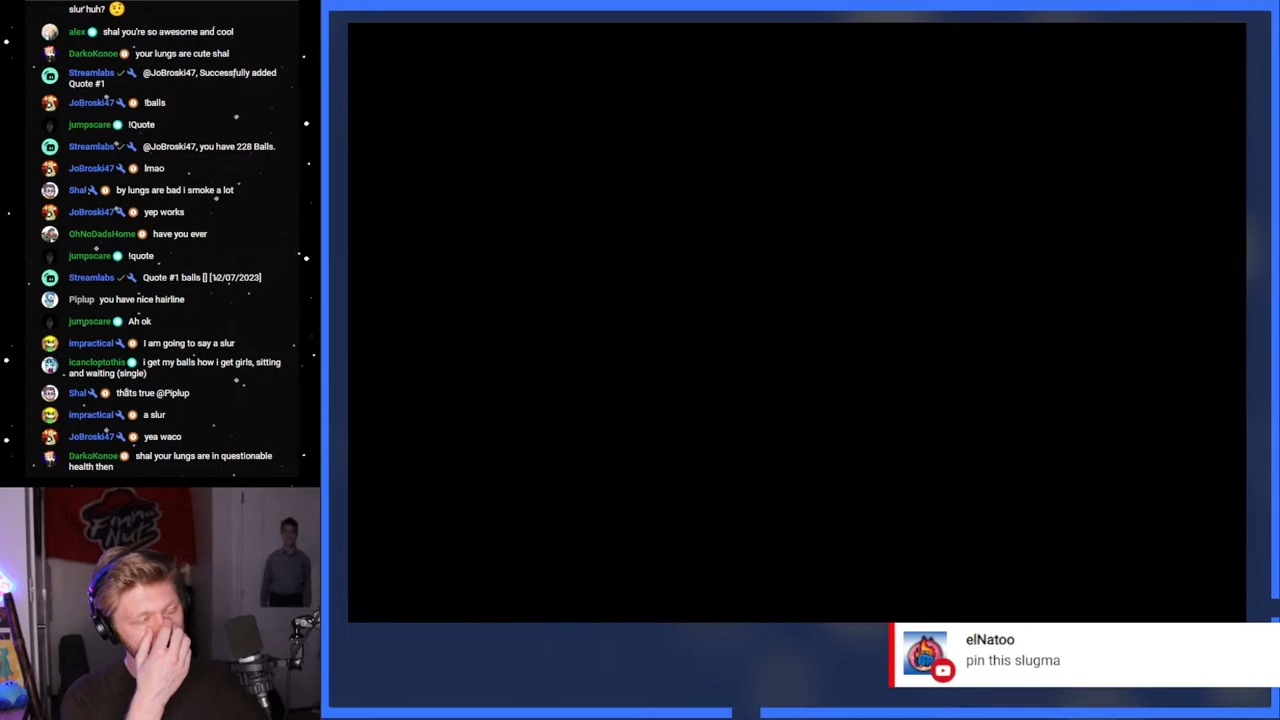 slur huh?
alex shal you're so awesome and cool
DarkoKonoe your lungs are cute shal
Streamlabs @JoBroski47, Successfully added
Quote #1
JoBroski47 !balls
jumpscare !Quote
Streamlabs @JoBroski47, you have 228 Balls.
JoBroski47 lmao
Shal by lungs are bad i smoke a lot
JoBroski47 yep works
OhNoDadsHome have you ever
jumpscare !quote
Streamlabs Quote #1 balls [] [12/07/2023]
Piplup you have nice hairline
jumpscare Ah ok
impractical I am going to say a slur
icancloptothis i get my balls how i get girls, sitting
and waiting (single)
Shal thats true @Piplup
impractical a slur
JoBroski47 yea waco
DarkoKonoe shal your lungs are in questionable
health then
Nut
elNatoo
pin this slugma